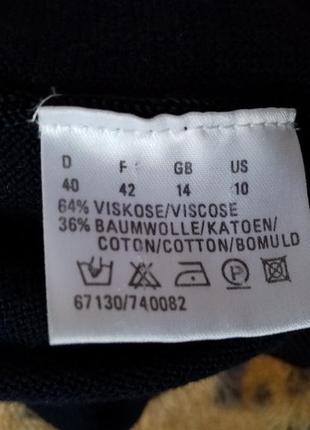 D F GB US
40 42 14 10
64% VISKOSE/VISCOSE
36% BAUMWOLLE/KATOEN/
COTON/COTTON/BOMULD
P
67130/740082